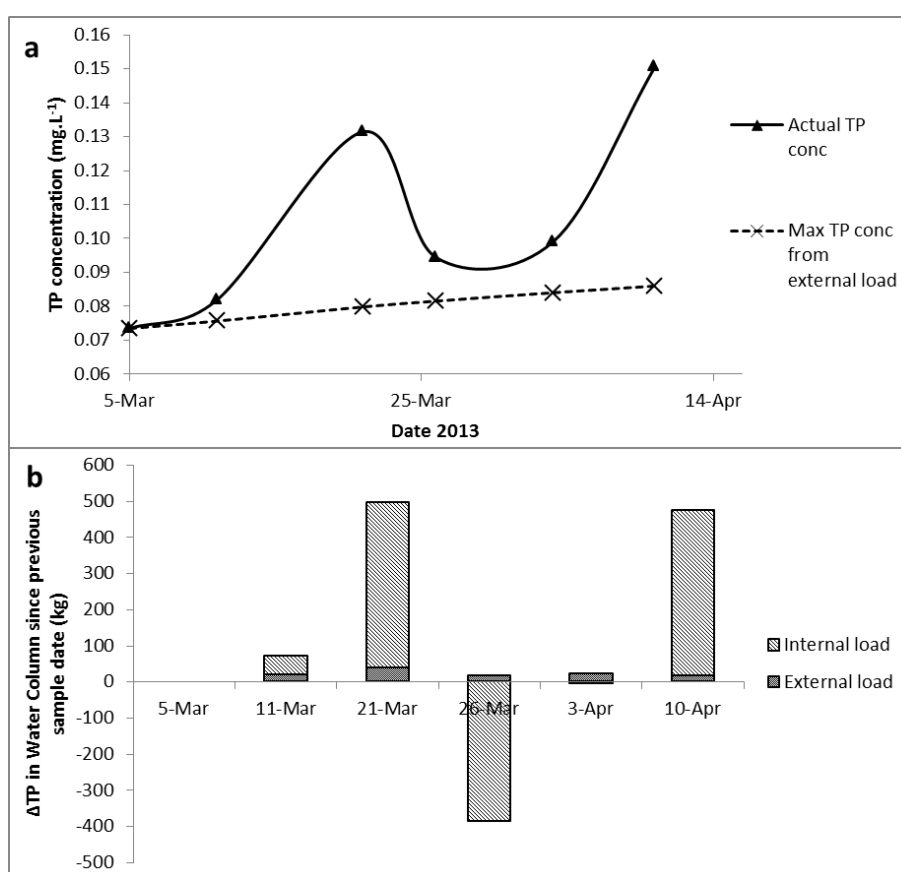 a
0.16
0.15
0.14
0.13
0.12
0.11
0.10
0.09
0.08
0.07
0.06
TP concentration (mg.L-1)
5-Mar 25-Mar 14-Apr
Date 2013
Actual TP
conc
Max TP conc
from
external load
b
600
500
400
300
200
100
0
-100
-200
-300
-400
-500
ΔTP in Water Column since previous
sample date (kg)
5-Mar 11-Mar 21-Mar 26-Mar 3-Apr 10-Apr
Internal load
External load